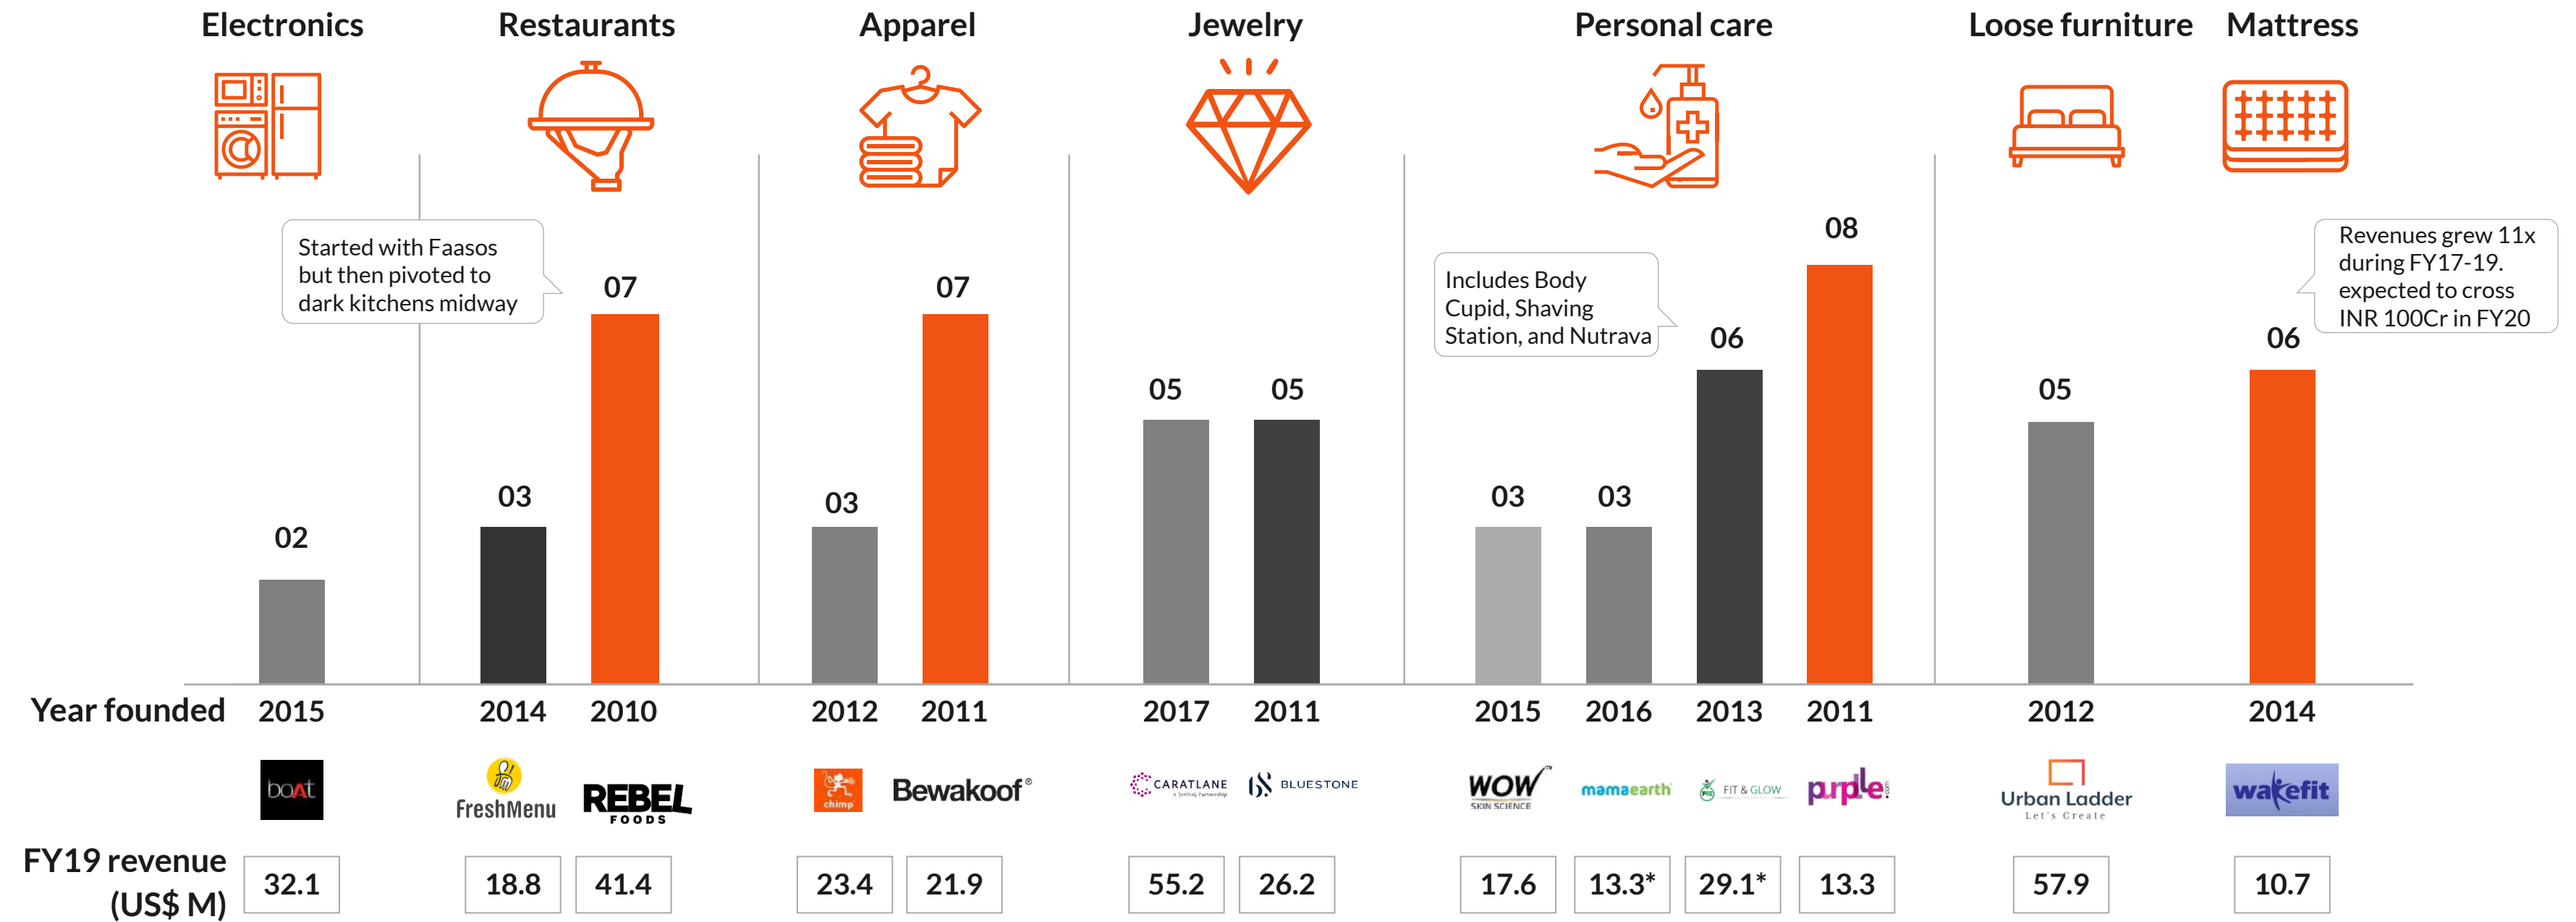 Electronics
Restaurants
Apparel
Jewelry
Personal care
Loose furniture
Mattress
Started with Faasos
but then pivoted to
dark kitchens midway
Includes Body
Cupid, Shaving
Station, and Nutrava
Revenues grew 11x
during FY17-19.
expected to cross
INR 100Cr in FY20
02
03
07
03
07
05
05
03
03
06
08
05
06
Year founded 2015 2014 2010 2012 2011 2017 2011 2015 2016 2013 2011 2012 2014
boAt
FreshMenu
REBEL
FOODS
chimp
Bewakoof®
CARATLANE
A Tanishq Partnership
BLUESTONE
WOW™
SKIN SCIENCE
mamaearth
FIT & GLOW
purplle.com
Urban Ladder
Let's Create
wakefit
FY19 revenue
(US$ M)
32.1 18.8 41.4 23.4 21.9 55.2 26.2 17.6 13.3* 29.1* 13.3 57.9 10.7